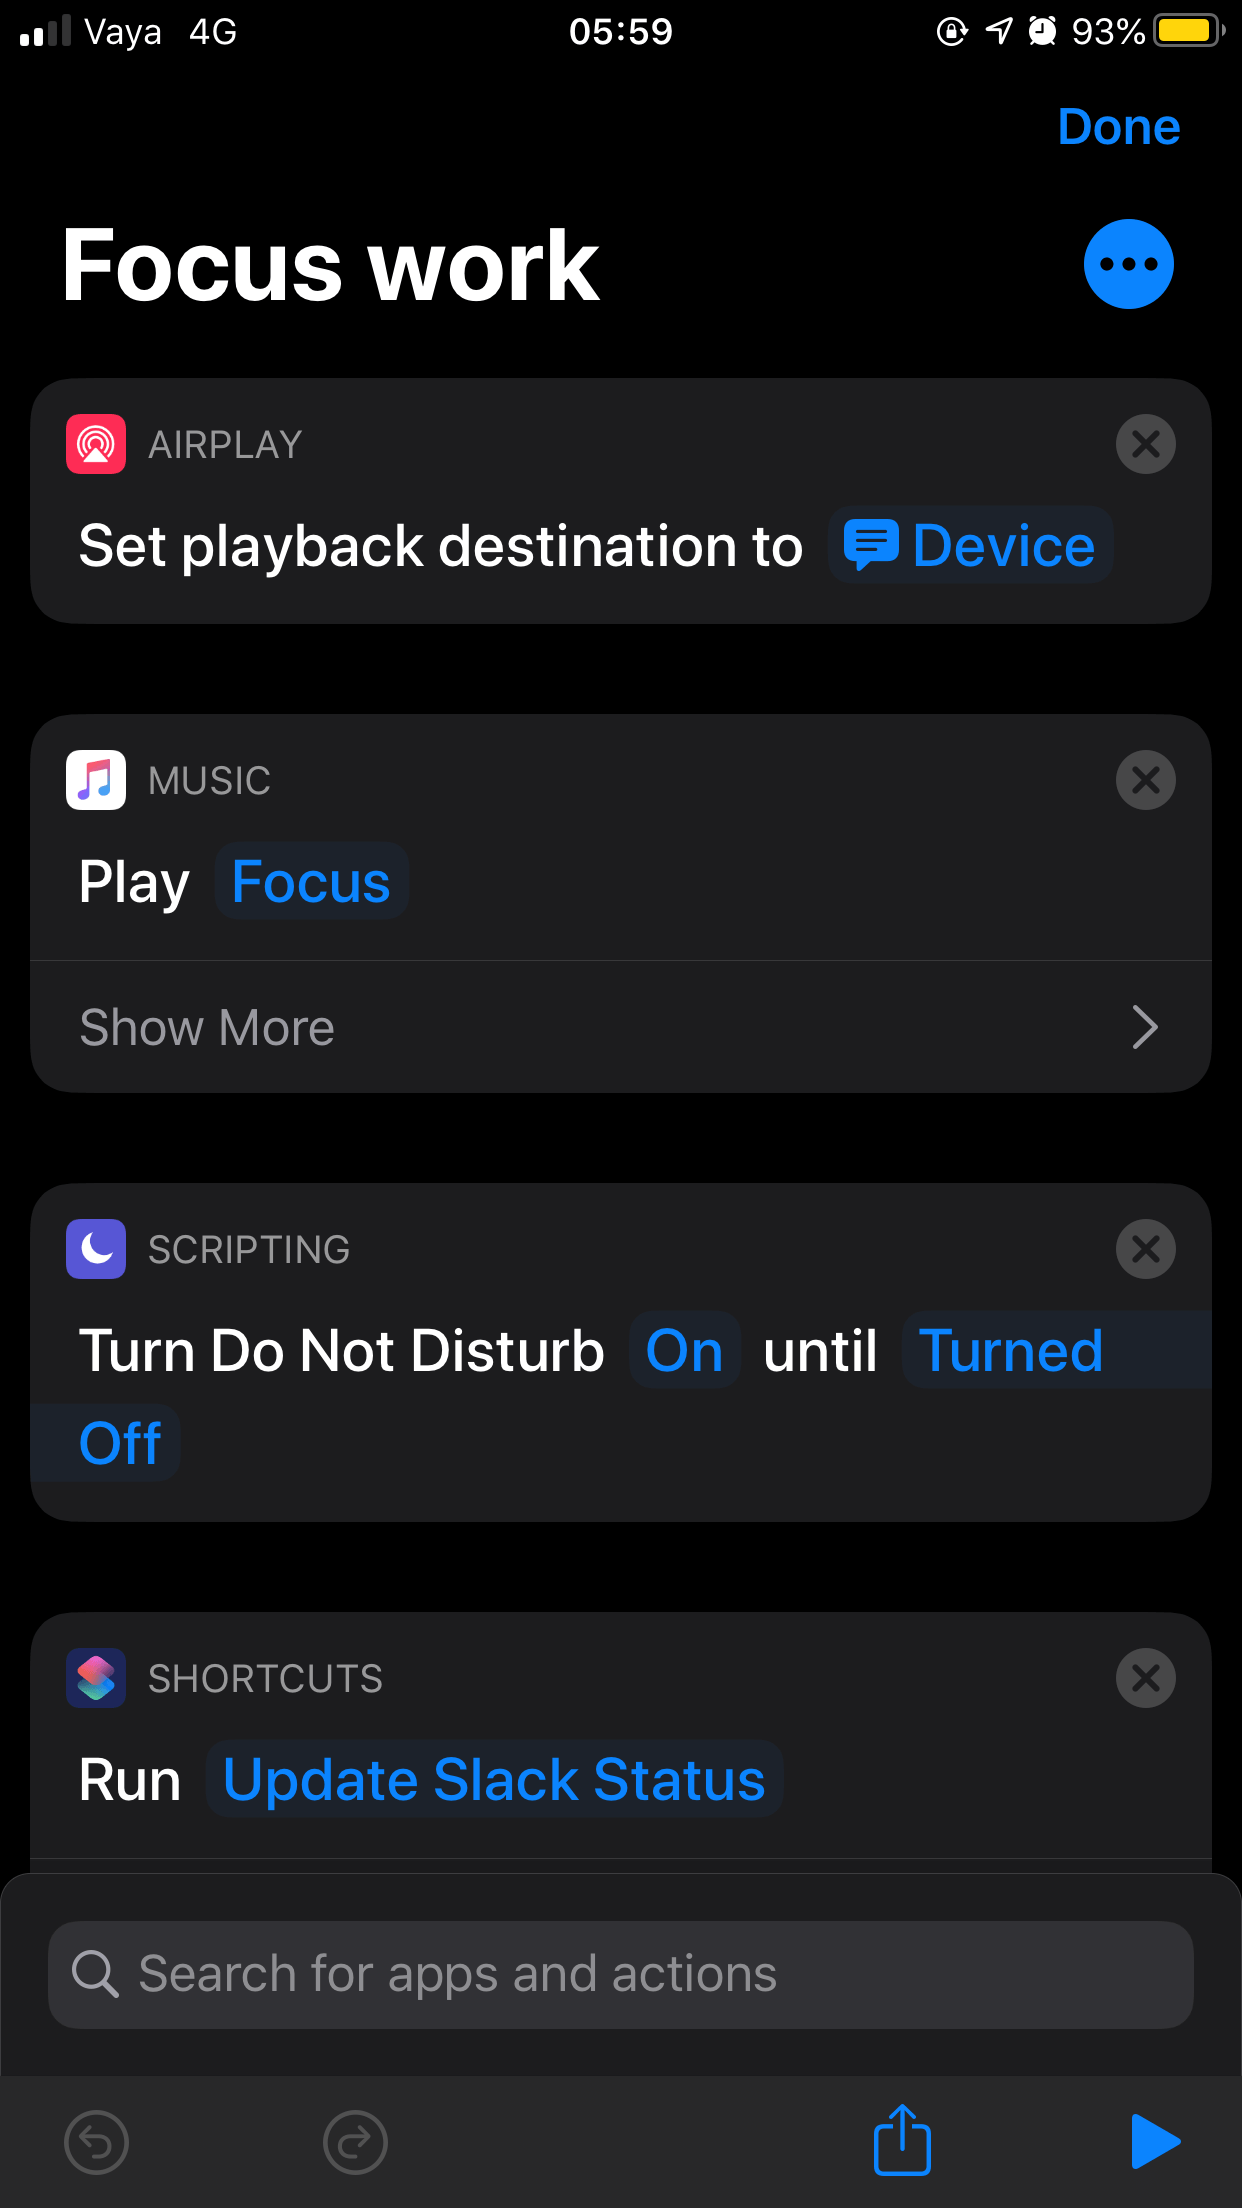 Vaya 4G 05:59 93%
Done
Focus work
AIRPLAY
Set playback destination to Device
MUSIC
Play Focus
Show More
SCRIPTING
Turn Do Not Disturb On until Turned
Off
SHORTCUTS
Run Update Slack Status
Search for apps and actions